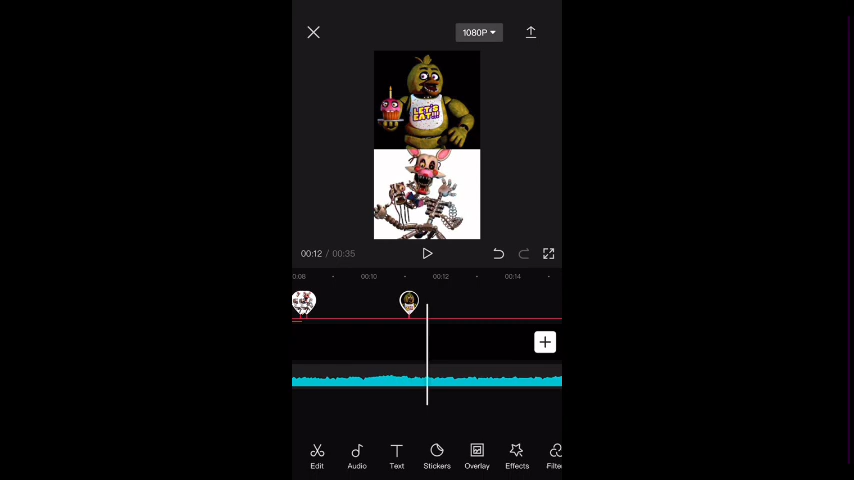 1080P
LET'S
EAT!!!
00:12 / 00:35
0:08 00:10 00:12 00:14
Edit Audio Text Stickers Overlay Effects Filte